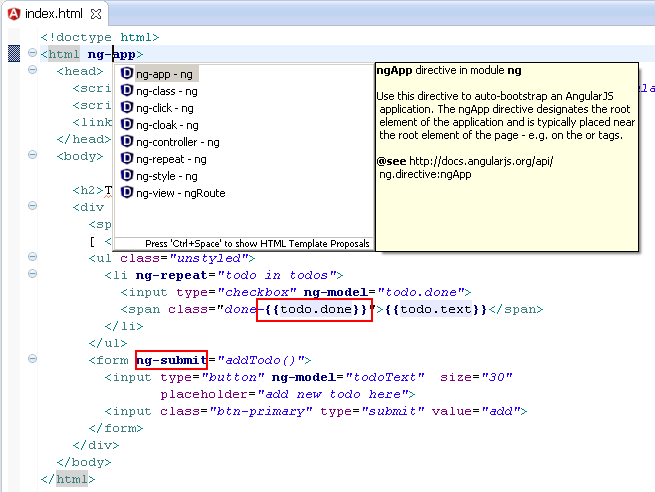 index.html
<!doctype html>
<html ng-app>
<head>
<scri
<scri
<link
</head>
<body>
<h2>T
<div
<sp
[ <
ng-app - ng
ng-class - ng
ng-click - ng
ng-cloak - ng
ng-controller - ng
ng-repeat - ng
ng-style - ng
ng-view - ngRoute
Press 'Ctrl+Space' to show HTML Template Proposals
ngApp directive in module ng
Use this directive to auto-bootstrap an AngularJS
application. The ngApp directive designates the root
element of the application and is typically placed near
the root element of the page - e.g. on the or tags.
@see http://docs.angularjs.org/api/
ng.directive:ngApp
la
<ul class="unstyled">
<li ng-repeat="todo in todos">
<input type="checkbox" ng-model="todo.done">
<span class="done-{{todo.done}}">{{todo.text}}</span>
</li>
</ul>
<form ng-submit="addTodo()">
<input type="button" ng-model="todoText"  size="30"
placeholder="add new todo here">
<input class="btn-primary" type="submit" value="add">
</form>
</div>
</body>
</html>